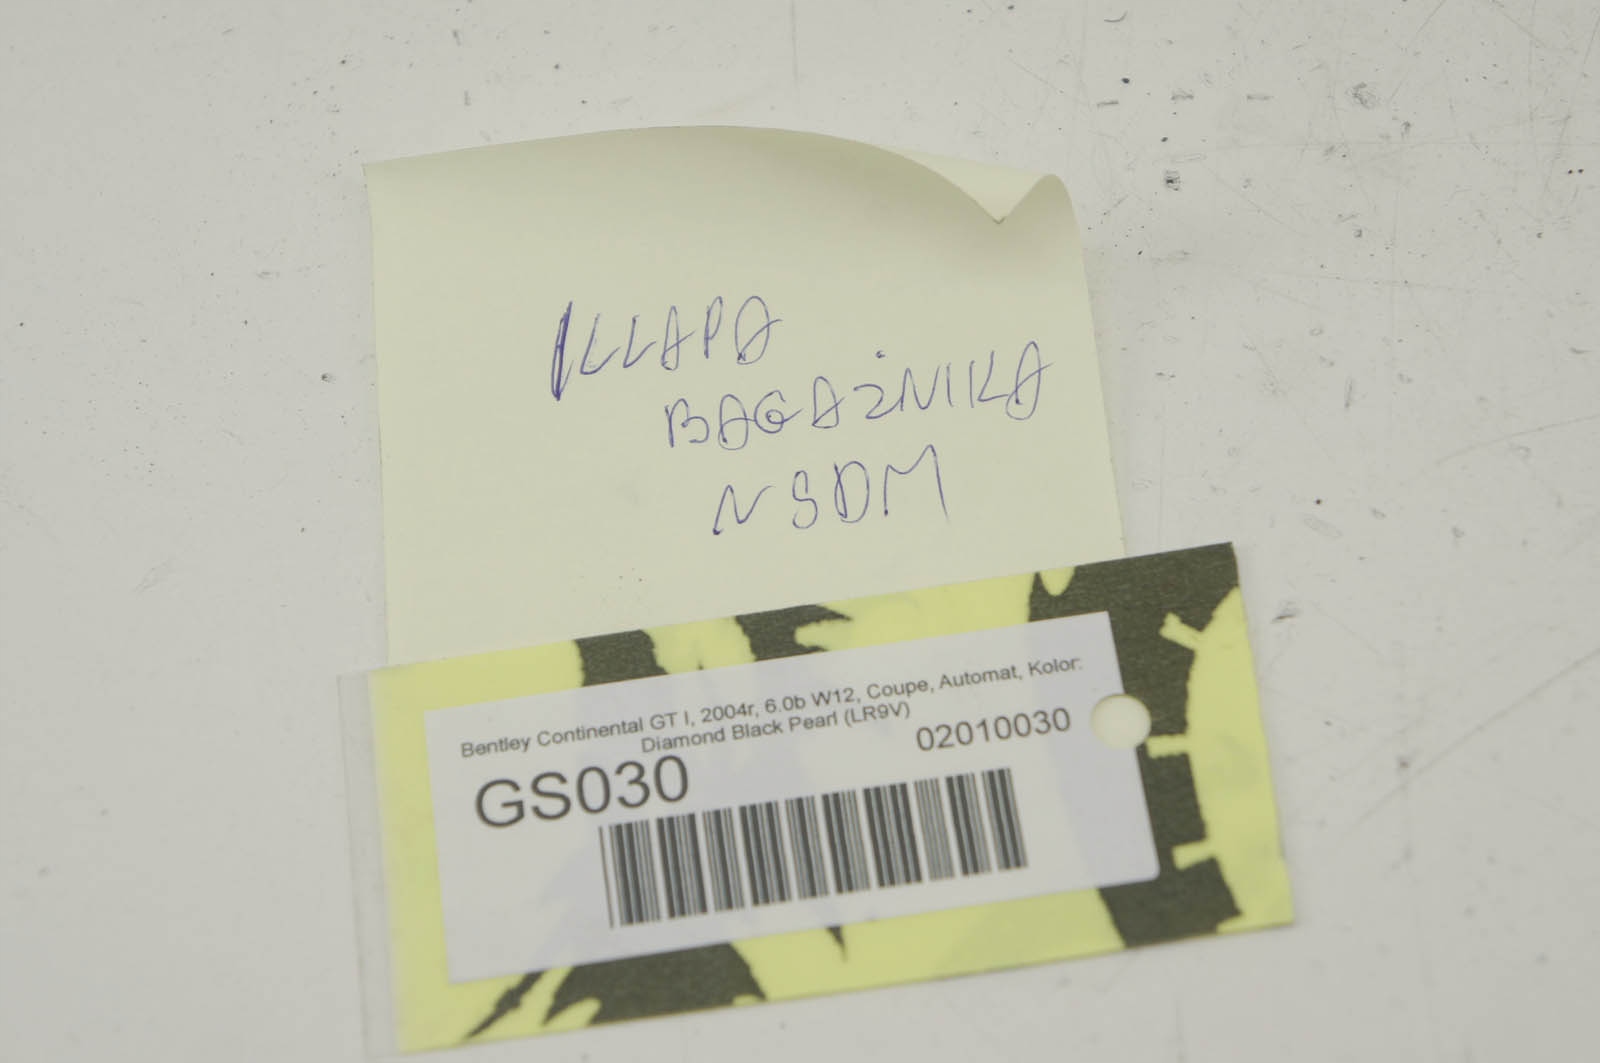 KLAPA
BAGAŻNIKA
NSDM
Bentley Continental GT I, 2004r, 6.0b W12, Coupe, Automat, Kolor:
Diamond Black Pearl (LR9V)
02010030
GS030